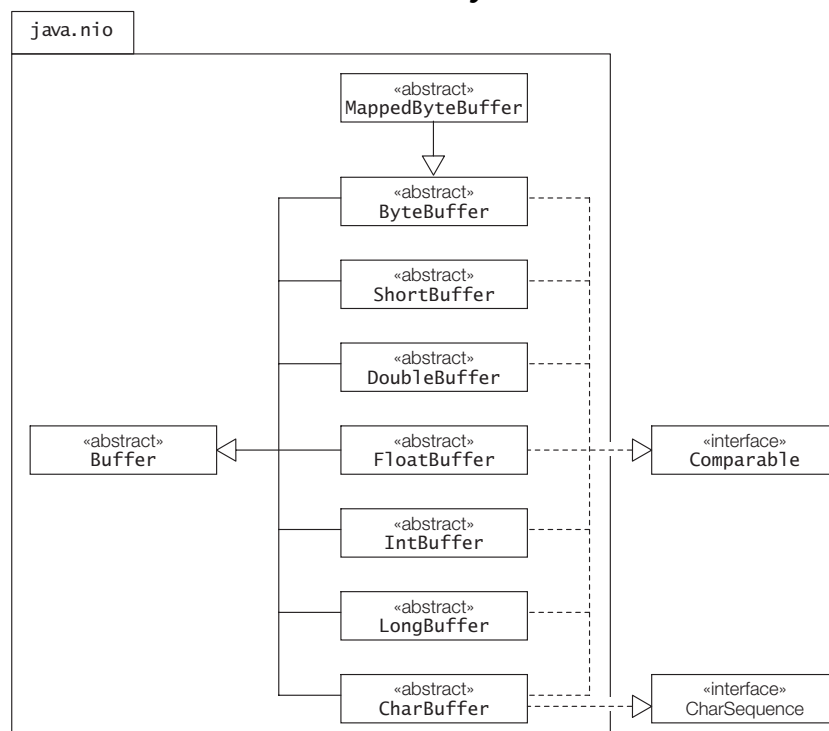 java.nio
«abstract»
MappedByteBuffer
«abstract»
ByteBuffer
«abstract»
ShortBuffer
«abstract»
DoubleBuffer
«abstract»
Buffer
«abstract»
FloatBuffer
«interface»
Comparable
«abstract»
IntBuffer
«abstract»
LongBuffer
«abstract»
CharBuffer
«interface»
CharSequence